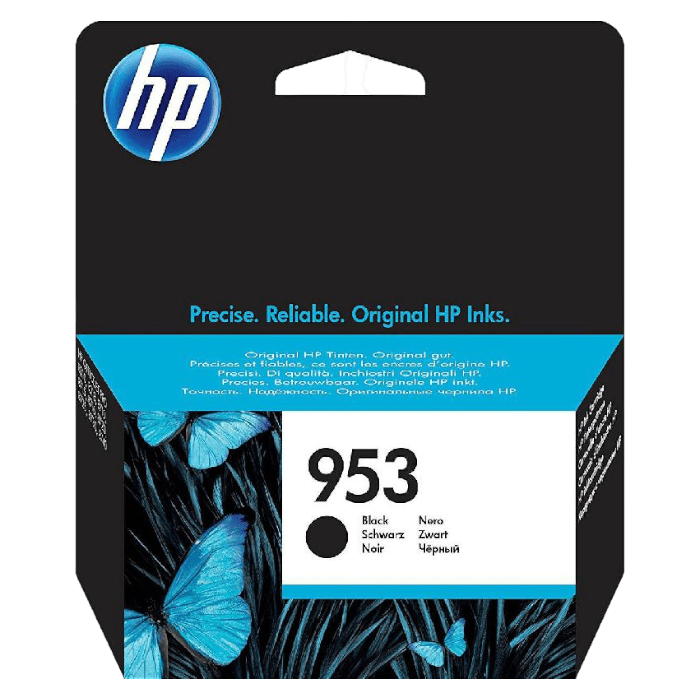 hp
Precise. Reliable. Original HP Inks.
Original HP Tinten. Original gut.
Précises et fiables, ce sont les encres d'origine HP.
Precisi. Di qualità. Inchiostri Originali HP.
Precies. Betrouwbaar. Originele HP inkt.
Точность. Надёжность. Оригинальные чернила HP
953
Black Nero
Schwarz Zwart
Noir Чёрный